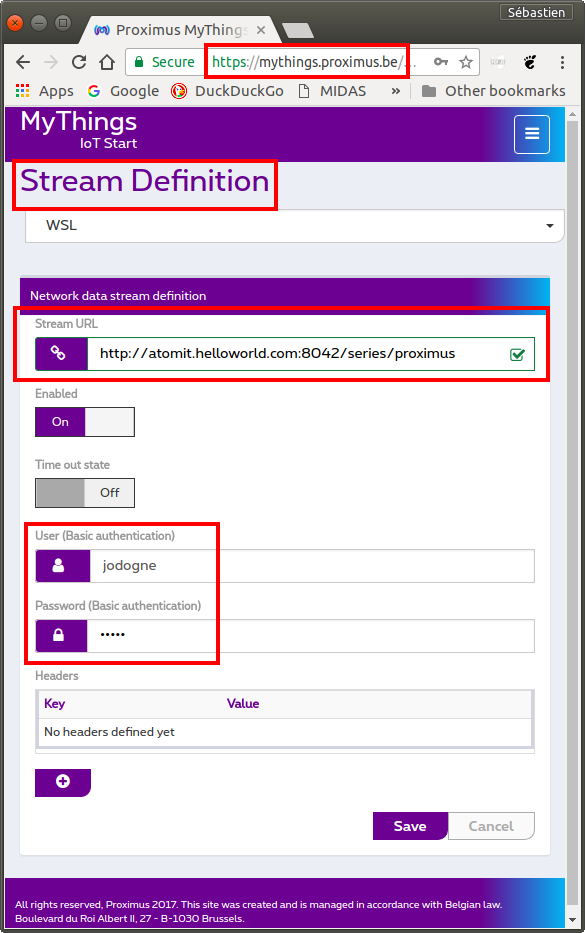 Sébastien
Proximus MyThings
Secure
https://mythings.proximus.be/...
Apps Google DuckDuckGo MIDAS » Other bookmarks
MyThings
IoT Start
Stream Definition
WSL
Network data stream definition
Stream URL
http://atomit.helloworld.com:8042/series/proximus
Enabled
On
Time out state
Off
User (Basic authentication)
jodogne
Password (Basic authentication)
•••••
Headers
Key Value
No headers defined yet
Save Cancel
All rights reserved, Proximus 2017. This site was created and is managed in accordance with Belgian law.
Boulevard du Roi Albert II, 27 - B-1030 Brussels.